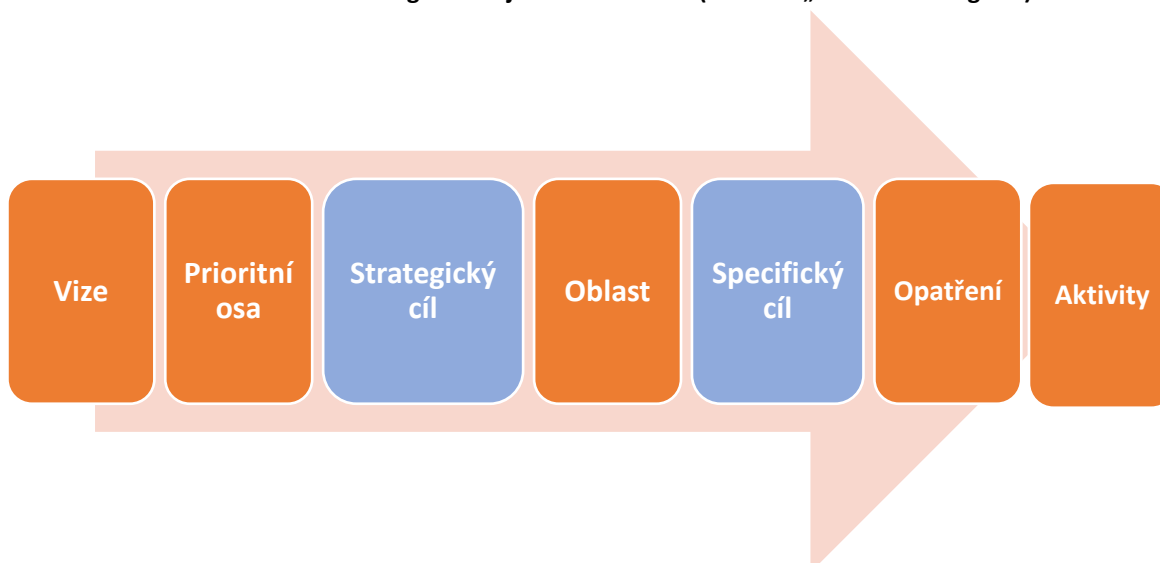 Vize
Prioritní
osa
Strategický
cíl
Oblast
Specifický
cíl
Opatření
Aktivity